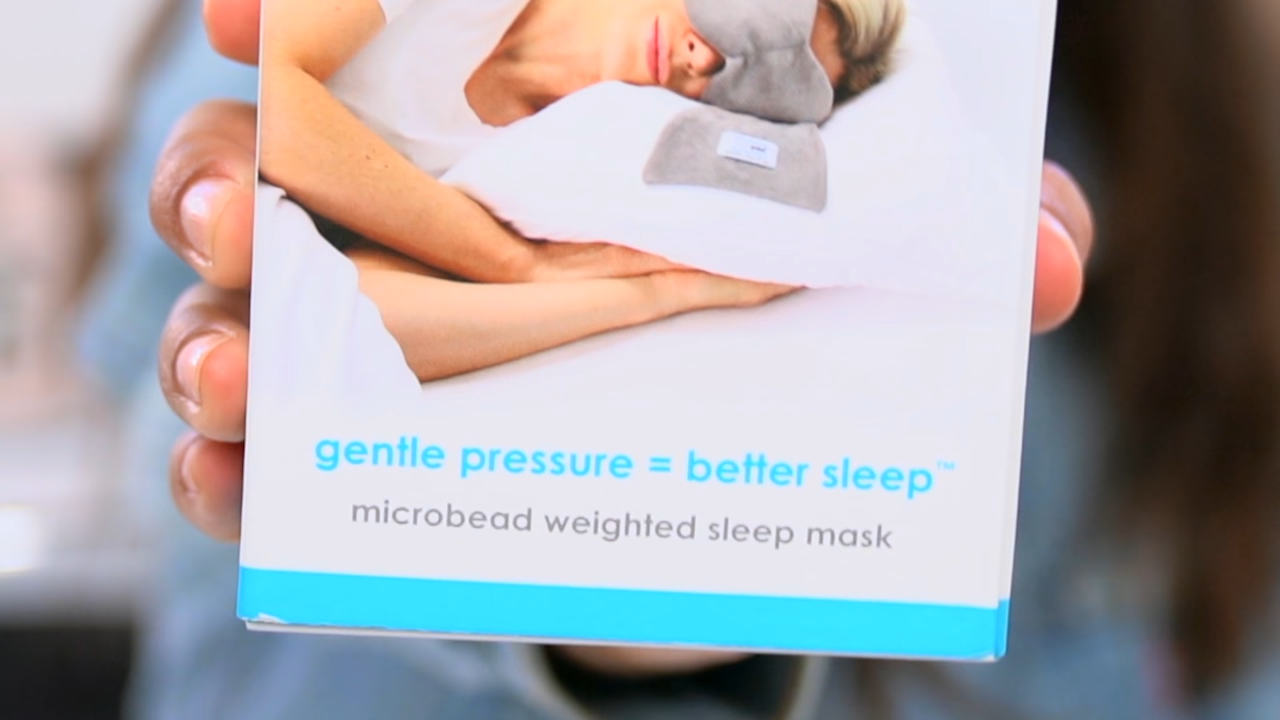 gentle pressure = better sleep™
microbead weighted sleep mask